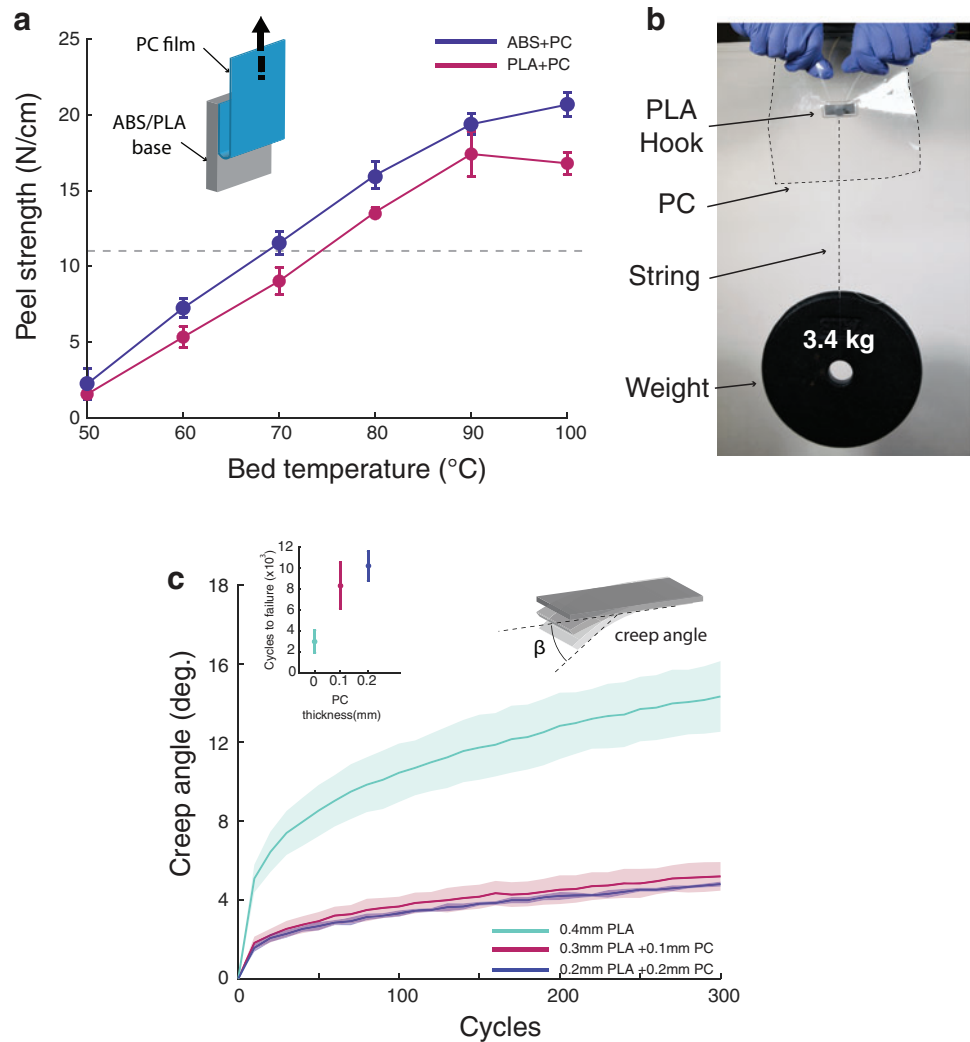 a
PC film
ABS/PLA
base
ABS+PC
PLA+PC
25
20
15
10
5
0
50
60
70
80
90
100
Peel strength (N/cm)
Bed temperature (°C)
b
PLA
Hook
PC
String
Weight
3.4 kg
c
12
10
8
6
4
2
0
Cycles to failure (x10³)
0
0.1
0.2
PC
thickness(mm)
β
creep angle
18
16
12
8
4
0
Creep angle (deg.)
0.4mm PLA
0.3mm PLA +0.1mm PC
0.2mm PLA +0.2mm PC
0
100
200
300
Cycles